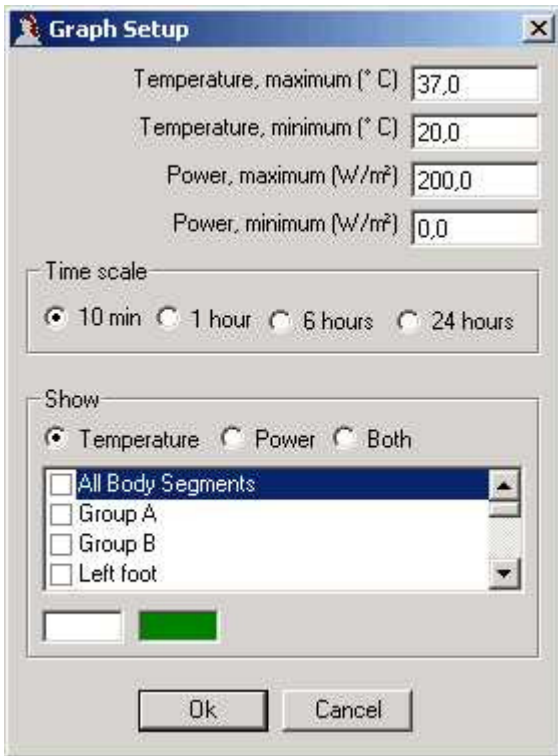 Graph Setup
Temperature, maximum (° C) 37,0
Temperature, minimum (° C) 20,0
Power, maximum (W/m²) 200,0
Power, minimum (W/m²) 0,0
Time scale
10 min 1 hour 6 hours 24 hours
Show
Temperature Power Both
All Body Segments
Group A
Group B
Left foot
Ok Cancel